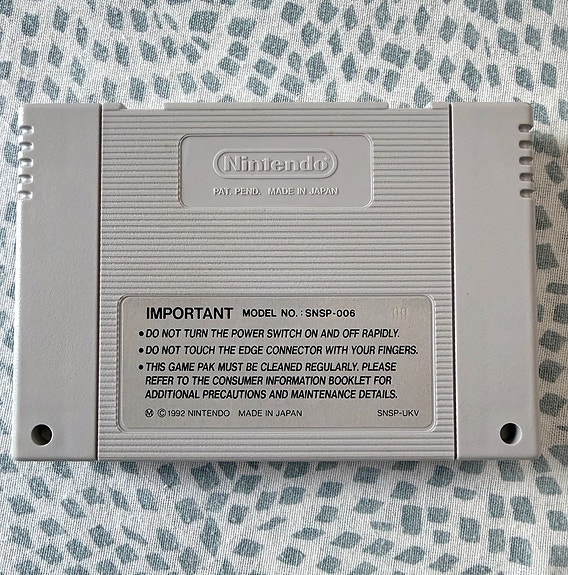 Nintendo®
PAT. PEND. MADE IN JAPAN
IMPORTANT MODEL NO.: SNSP-006
• DO NOT TURN THE POWER SWITCH ON AND OFF RAPIDLY.
• DO NOT TOUCH THE EDGE CONNECTOR WITH YOUR FINGERS.
• THIS GAME PAK MUST BE CLEANED REGULARLY. PLEASE
REFER TO THE CONSUMER INFORMATION BOOKLET FOR
ADDITIONAL PRECAUTIONS AND MAINTENANCE DETAILS.
Ⓜ © 1992 NINTENDO MADE IN JAPAN SNSP-UKV